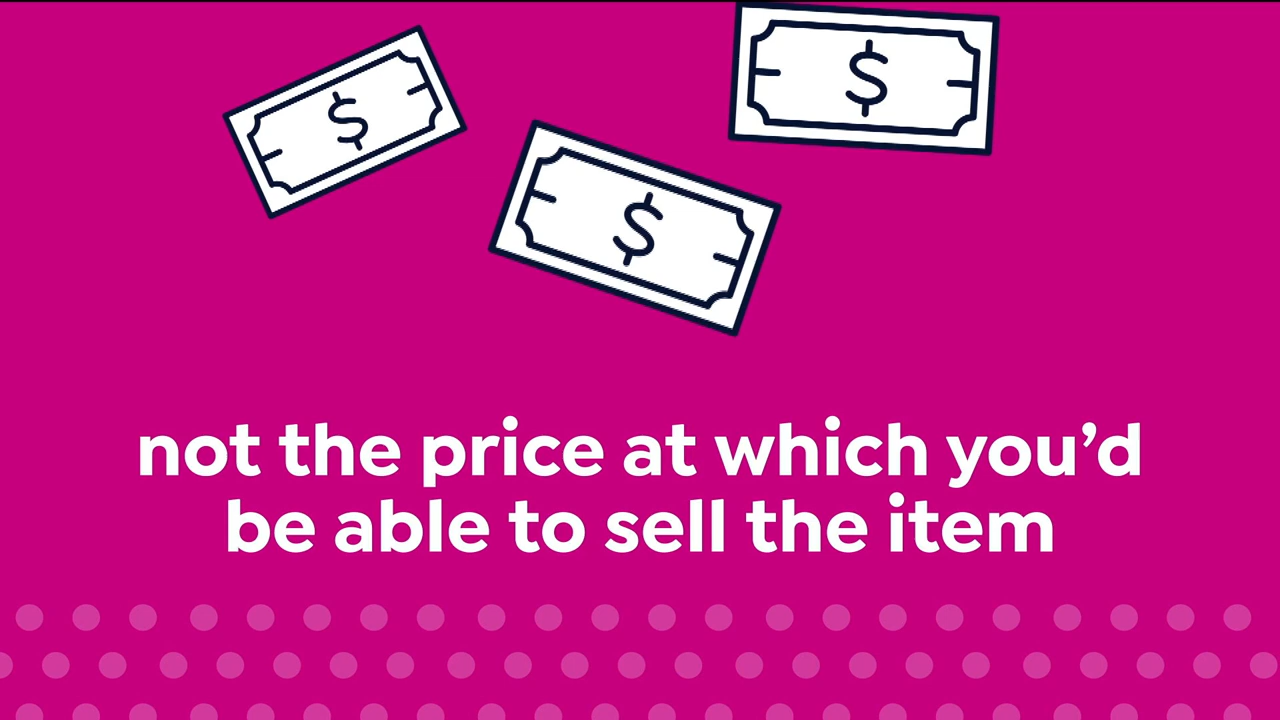 $
$
$
not the price at which you’d
be able to sell the item